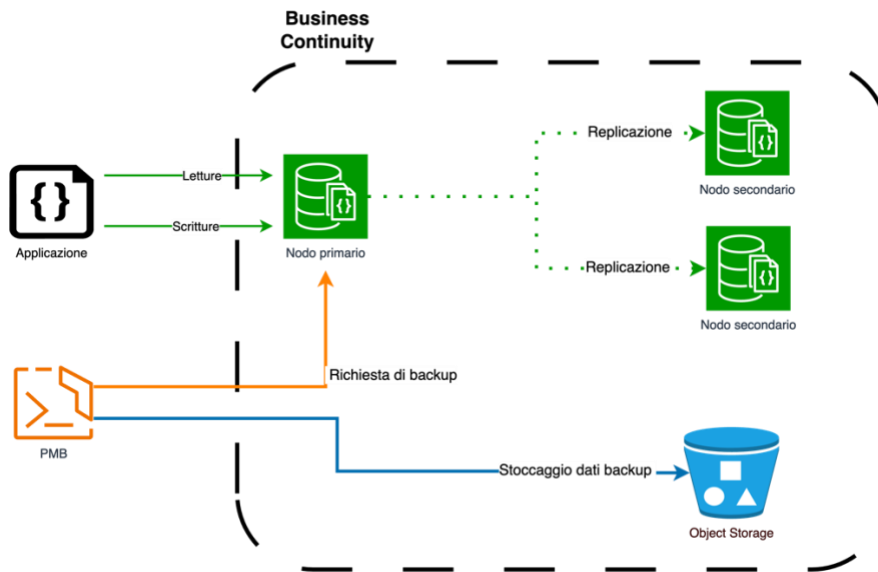 Business
Continuity
Letture
Scritture
Applicazione
Nodo primario
Replicazione
Nodo secondario
Replicazione
Nodo secondario
Richiesta di backup
PMB
Stoccaggio dati backup
Object Storage